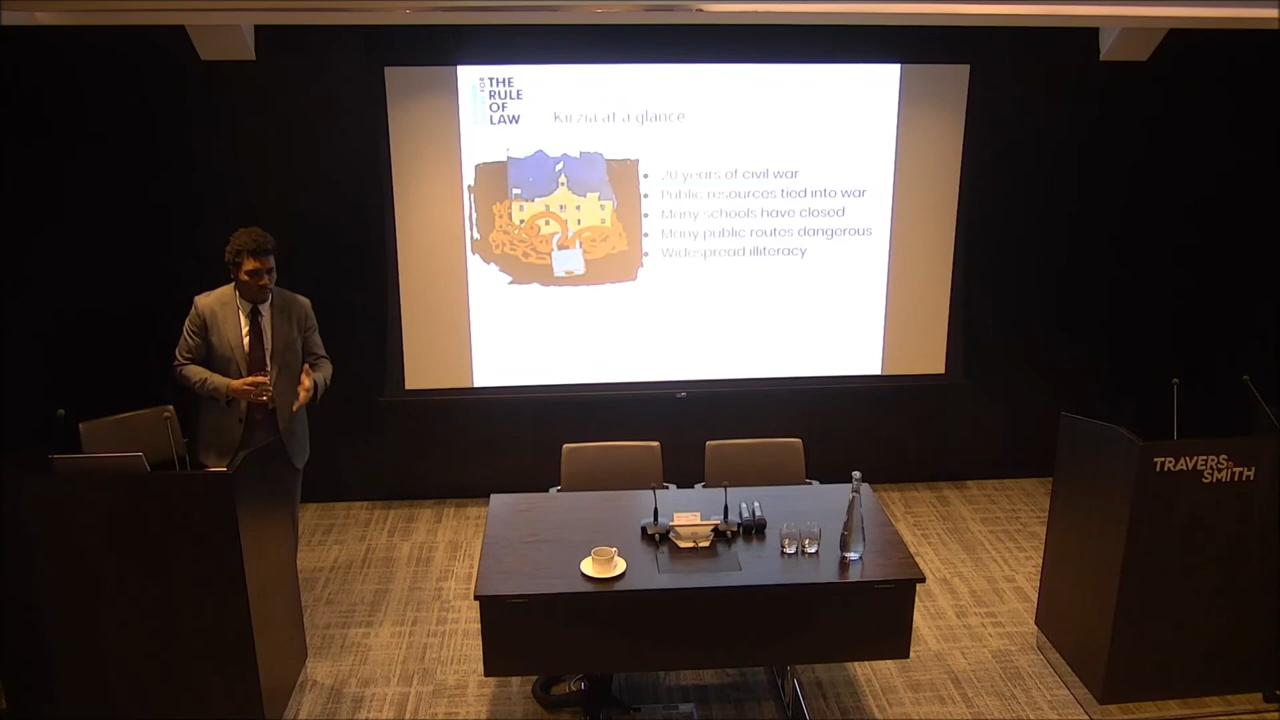 FOR
THE
RULE
OF
LAW
Kirzia at a glance
20 years of civil war
Public resources tied into war
Many schools have closed
Many public routes dangerous
Widespread illiteracy
TRAVERS
SMITH